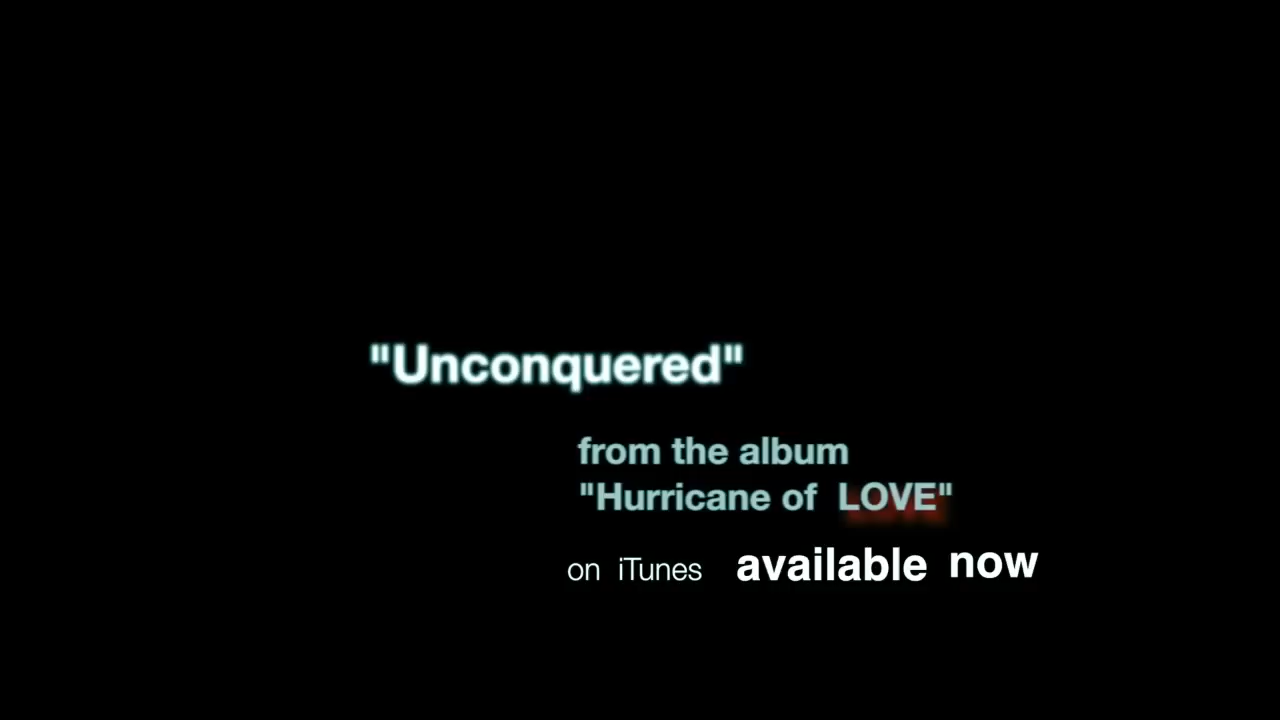 "Unconquered"
from the album
"Hurricane of LOVE"
on iTunes available now